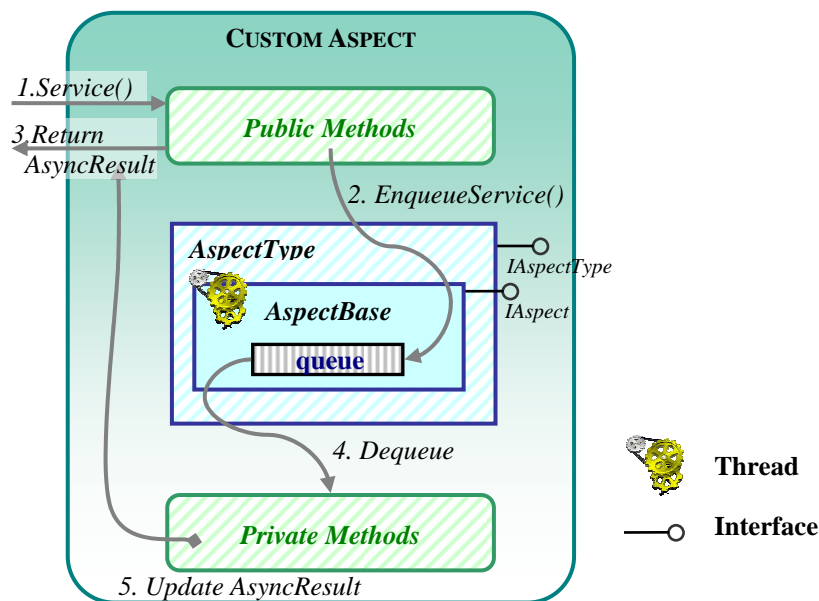 CUSTOM ASPECT
1.Service()
Public Methods
3.Return
AsyncResult
2. EnqueueService()
AspectType
IAspectType
AspectBase
IAspect
queue
4. Dequeue
Thread
Interface
Private Methods
5. Update AsyncResult